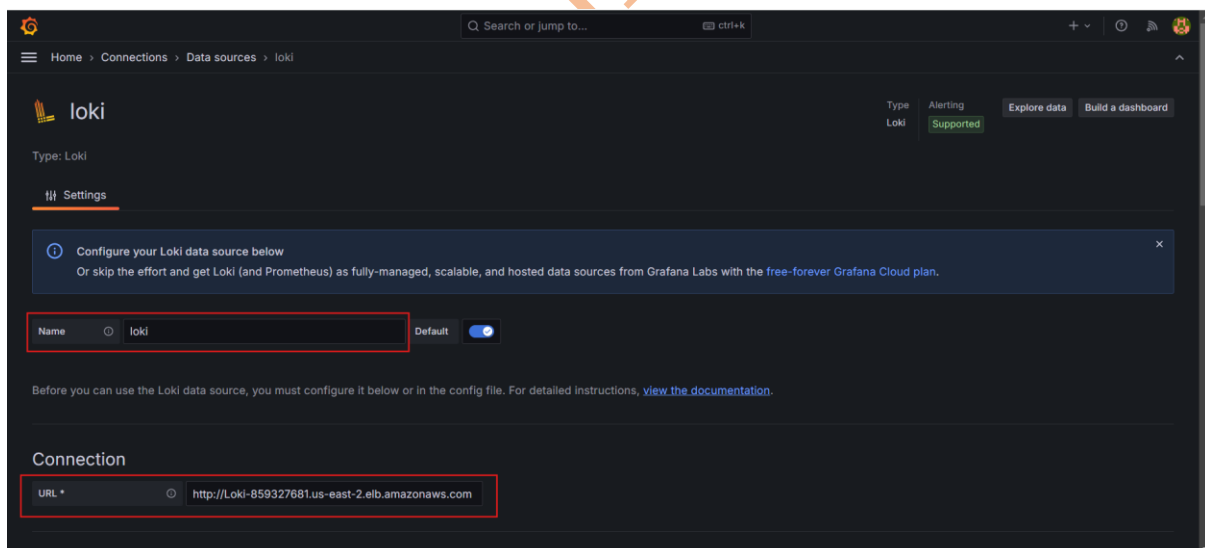 Search or jump to... ctrl+k
Home › Connections › Data sources › loki
loki
Type Alerting Explore data Build a dashboard
Loki Supported
Type: Loki
Settings
Configure your Loki data source below
Or skip the effort and get Loki (and Prometheus) as fully-managed, scalable, and hosted data sources from Grafana Labs with the free-forever Grafana Cloud plan.
Name loki Default
Before you can use the Loki data source, you must configure it below or in the config file. For detailed instructions, view the documentation.
Connection
URL * http://Loki-859327681.us-east-2.elb.amazonaws.com